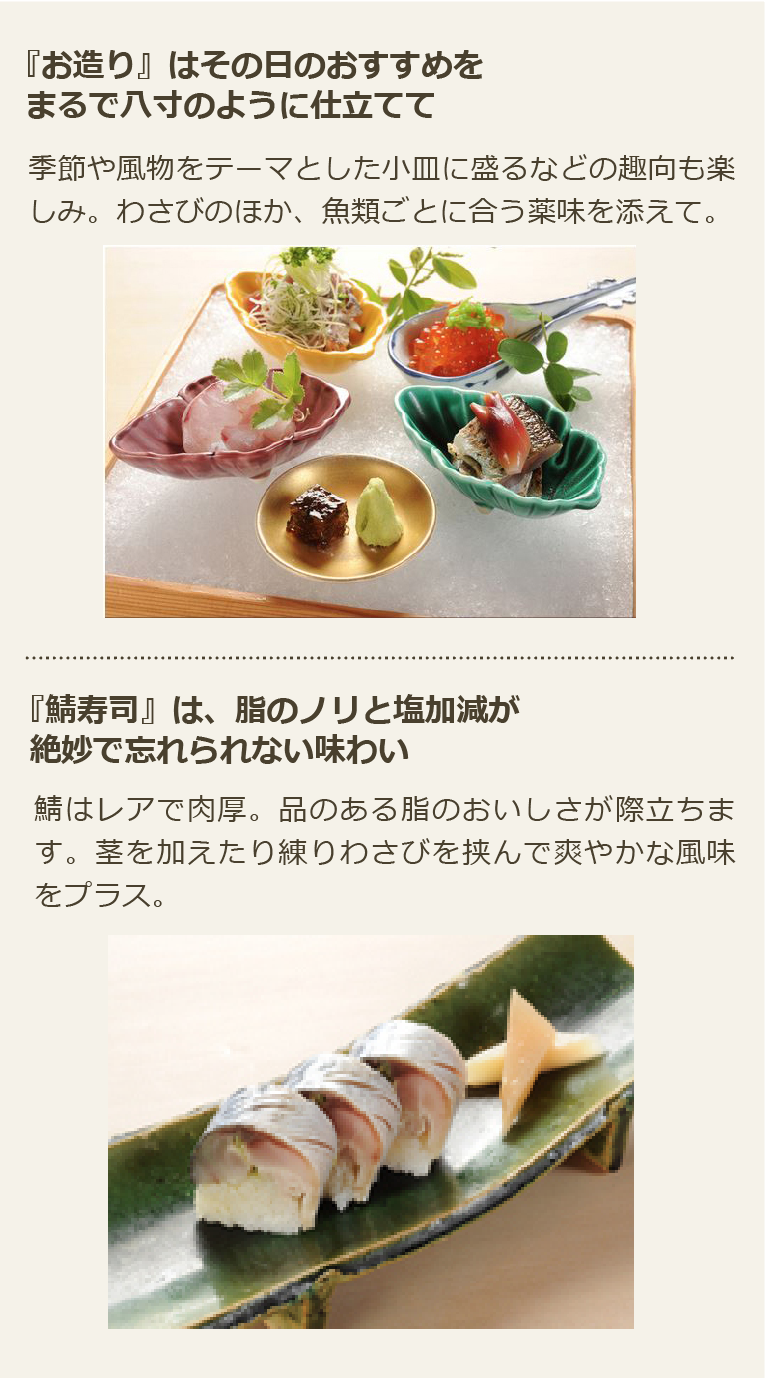 『お造り』はその日のおすすめを
まるで八寸のように仕立てて
季節や風物をテーマとした小皿に盛るなどの趣向も楽
しみ。わさびのほか、魚類ごとに合う薬味を添えて。
『鯖寿司』は、脂のノリと塩加減が
絶妙で忘れられない味わい
鯖はレアで肉厚。品のある脂のおいしさが際立ちま
す。茎を加えたり練りわさびを挟んで爽やかな風味
をプラス。